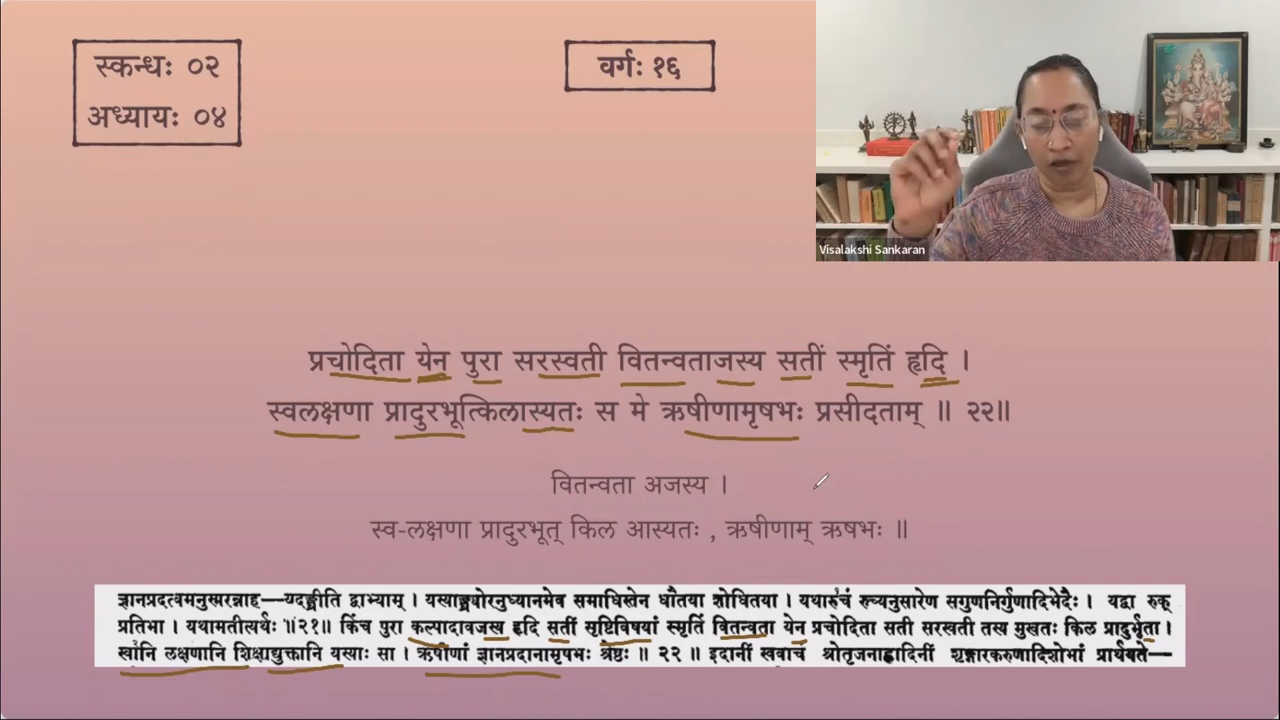 स्कन्धः ०२
अध्यायः ०४
वर्गः १६
Visalakshi Sankaran
प्रचोदिता येन पुरा सरस्वती वितन्वताजस्य सतीं स्मृतिं हृदि ।
स्वलक्षणा प्रादुरभूत्किलास्यतः स मे ऋषीणामृषभः प्रसीदताम् ॥ २२॥
वितन्वता अजस्य ।
स्व-लक्षणा प्रादुरभूत् किल आस्यतः , ऋषीणाम् ऋषभः ॥
ज्ञानप्रदत्वमनुस्मरन्नाह—यदङ्घ्रीति द्वाभ्याम् । यस्याङ्घ्र्योरनुध्यानमेव समाधिस्तेन धौतया शोधितया । यथारुचं रुच्यनुसारेण सगुणनिर्गुणादिभेदैः । यद्वा रुक्
प्रतिभा । यथामतीत्यर्थः ॥२१॥ किंच पुरा कल्पादावजस्य हृदि सतीं सृष्टिविषयां स्मृतिं वितन्वता येन प्रचोदिता सती सरस्वती तस्य मुखतः किल प्रादुर्भूता ।
स्वानि लक्षणानि शिक्षाद्युक्तानि यस्याः सा । ऋषीणां ज्ञानप्रदानामृषभः श्रेष्ठः ॥ २२ ॥ इदानीं स्ववाचं श्रोतृजनाह्लादिनीं शृङ्गारकरुणादिशोभां प्रार्थयते—